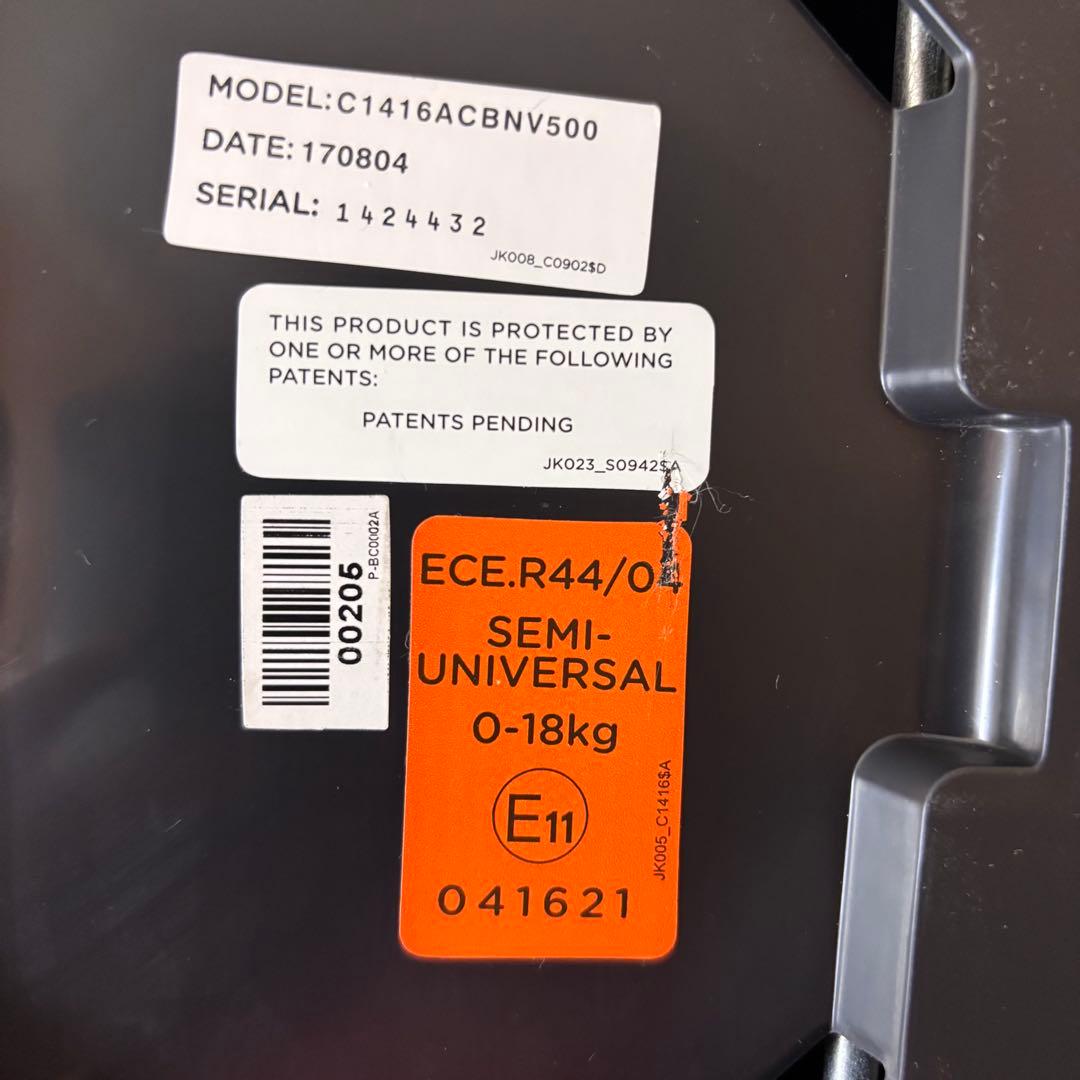 MODEL:C1416ACBNV500
DATE:170804
SERIAL: 1424432
JK008_C0902$D
THIS PRODUCT IS PROTECTED BY
ONE OR MORE OF THE FOLLOWING
PATENTS:
PATENTS PENDING
JK023_S0942$A
00205
P-BC0002A
ECE.R44/04
SEMI-
UNIVERSAL
0-18kg
E11
JK005_C1416$A
041621